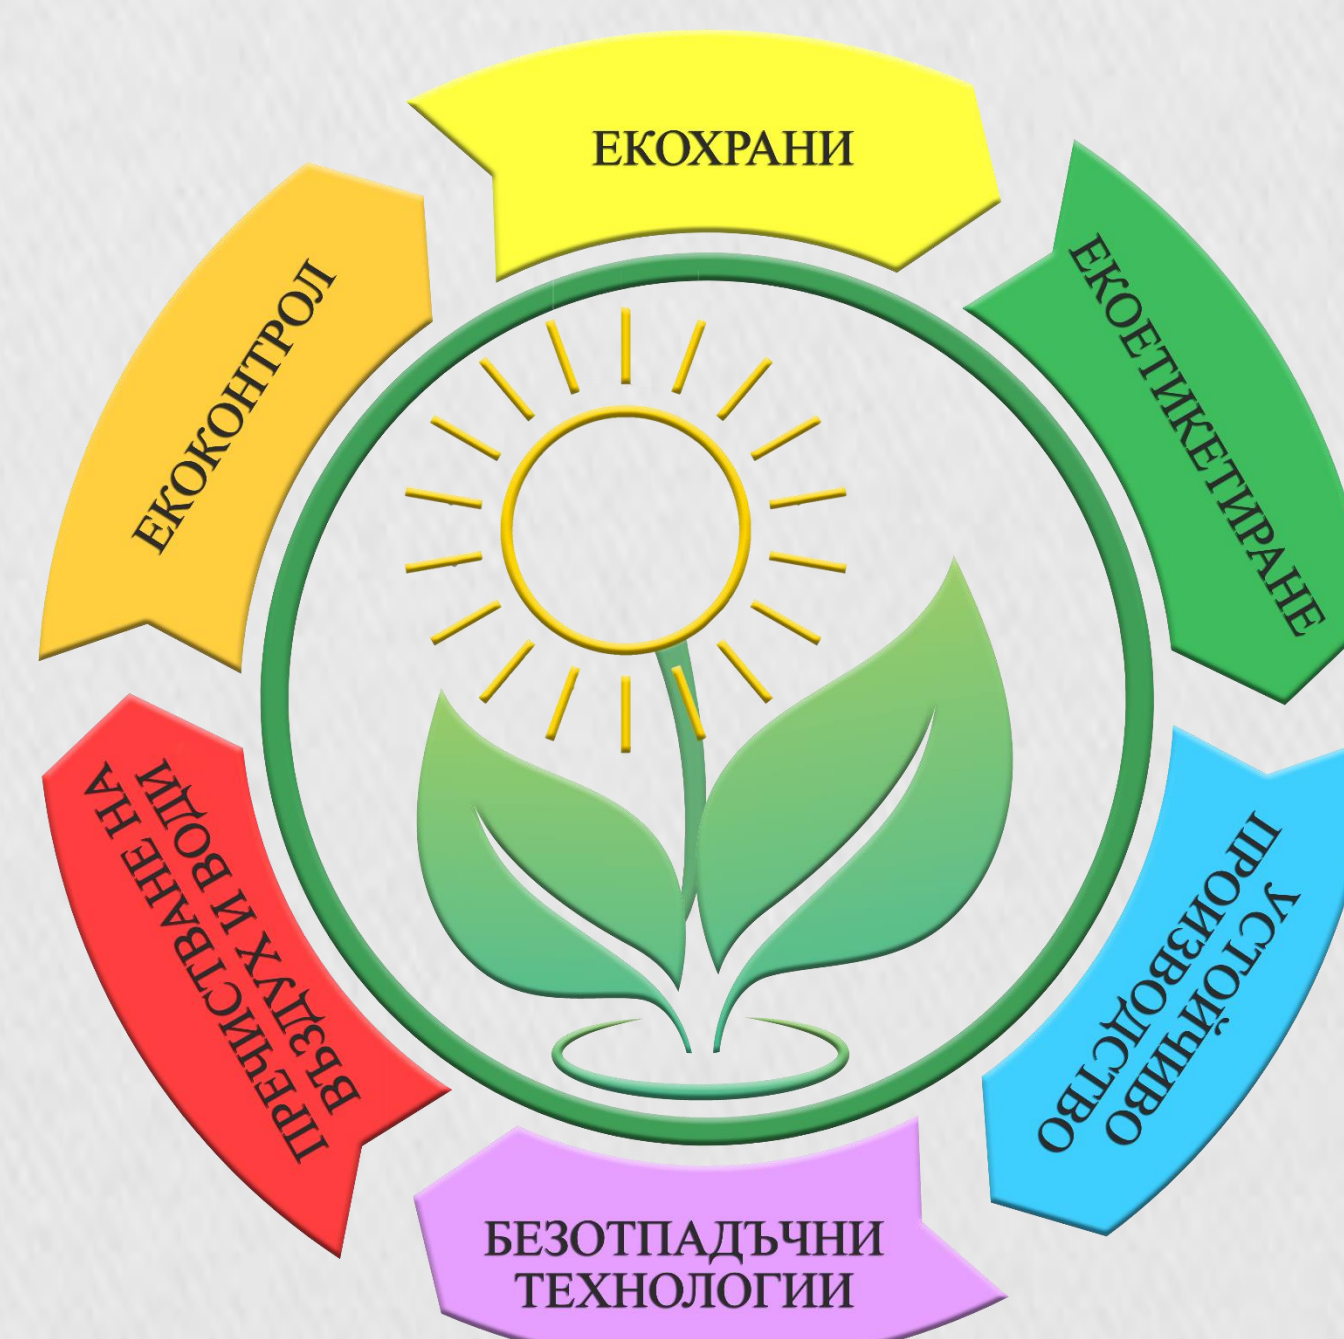 ЕКОХРАНИ
ЕКОЕТИКЕТИРАНЕ
УСТОЙЧИВО
ПРОИЗВОДСТВО
БЕЗОТПАДЪЧНИ
ТЕХНОЛОГИИ
ПРЕЧИСТВАНЕ НА
ВЪЗДУХ И ВОДИ
ЕКОКОНТРОЛ